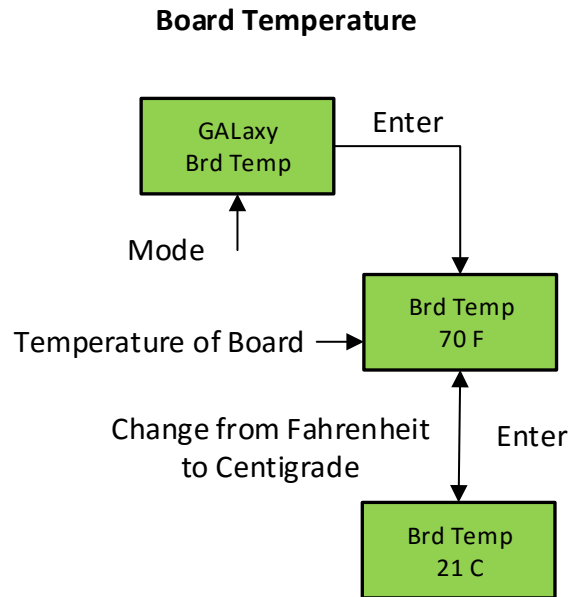 Board Temperature
GALaxy
Brd Temp
Enter
Mode
Brd Temp
70 F
Temperature of Board
Change from Fahrenheit
to Centigrade
Enter
Brd Temp
21 C